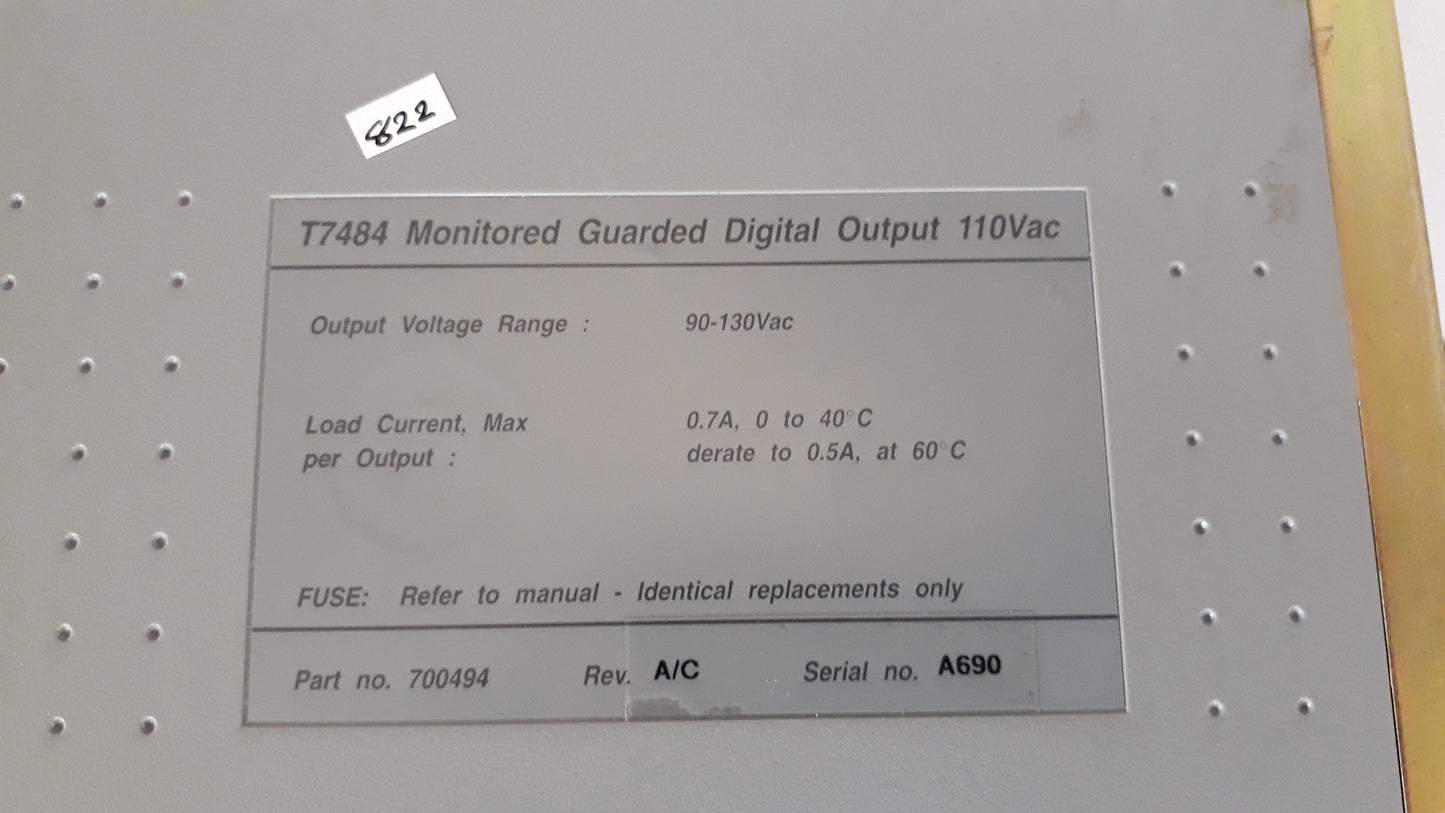 822
T7484 Monitored Guarded Digital Output 110Vac
Output Voltage Range : 90-130Vac
Load Current, Max 0.7A, 0 to 40°C
per Output : derate to 0.5A, at 60°C
FUSE: Refer to manual - Identical replacements only
Part no. 700494 Rev. A/C Serial no. A690